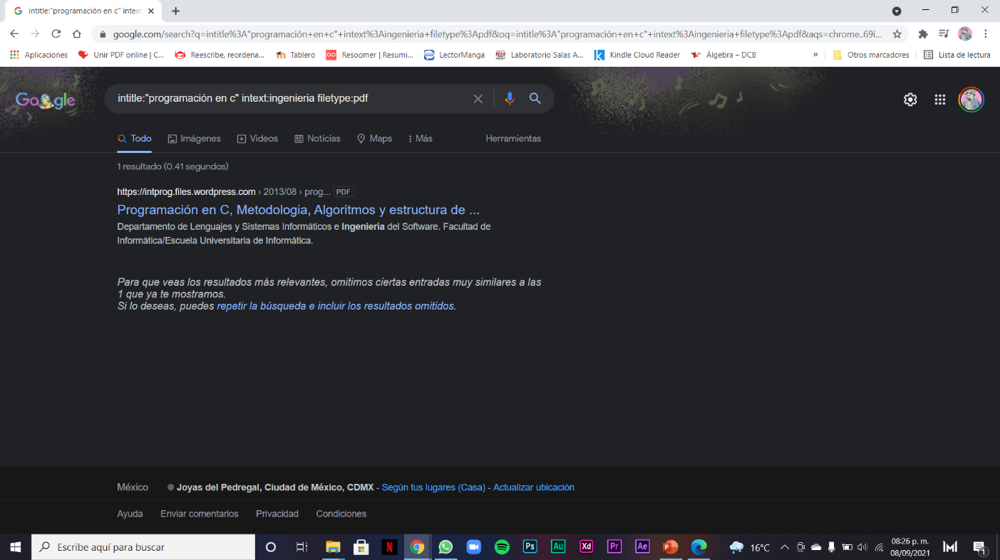 intitle:"programación en c" intext
google.com/search?q=intitle%3A"programación+en+c"+intext%3Aingenieria+filetype%3Apdf&oq=intitle%3A"programación+en+c"+intext%3Aingenieria+filetype%3Apdf&aqs=chrome..69i...
Aplicaciones Unir PDF online | C... Reescribe, reordena... Tablero Resoomer | Resumi... LectorManga Laboratorio Salas A... Kindle Cloud Reader Álgebra – DCB » Otros marcadores Lista de lectura
Google
intitle:"programación en c" intext:ingenieria filetype:pdf
Todo Imágenes Videos Noticias Maps Más Herramientas
1 resultado (0.41 segundos)
https://intprog.files.wordpress.com › 2013/08 › prog... PDF
Programación en C, Metodologia, Algoritmos y estructura de ...
Departamento de Lenguajes y Sistemas Informáticos e Ingeniería del Software. Facultad de
Informática/Escuela Universitaria de Informática.
Para que veas los resultados más relevantes, omitimos ciertas entradas muy similares a las
1 que ya te mostramos.
Si lo deseas, puedes repetir la búsqueda e incluir los resultados omitidos.
México Joyas del Pedregal, Ciudad de México, CDMX - Según tus lugares (Casa) - Actualizar ubicación
Ayuda Enviar comentarios Privacidad Condiciones
Escribe aquí para buscar
N Ps Au Xd Pr Ae P
16°C
08:26 p. m.
08/09/2021
1